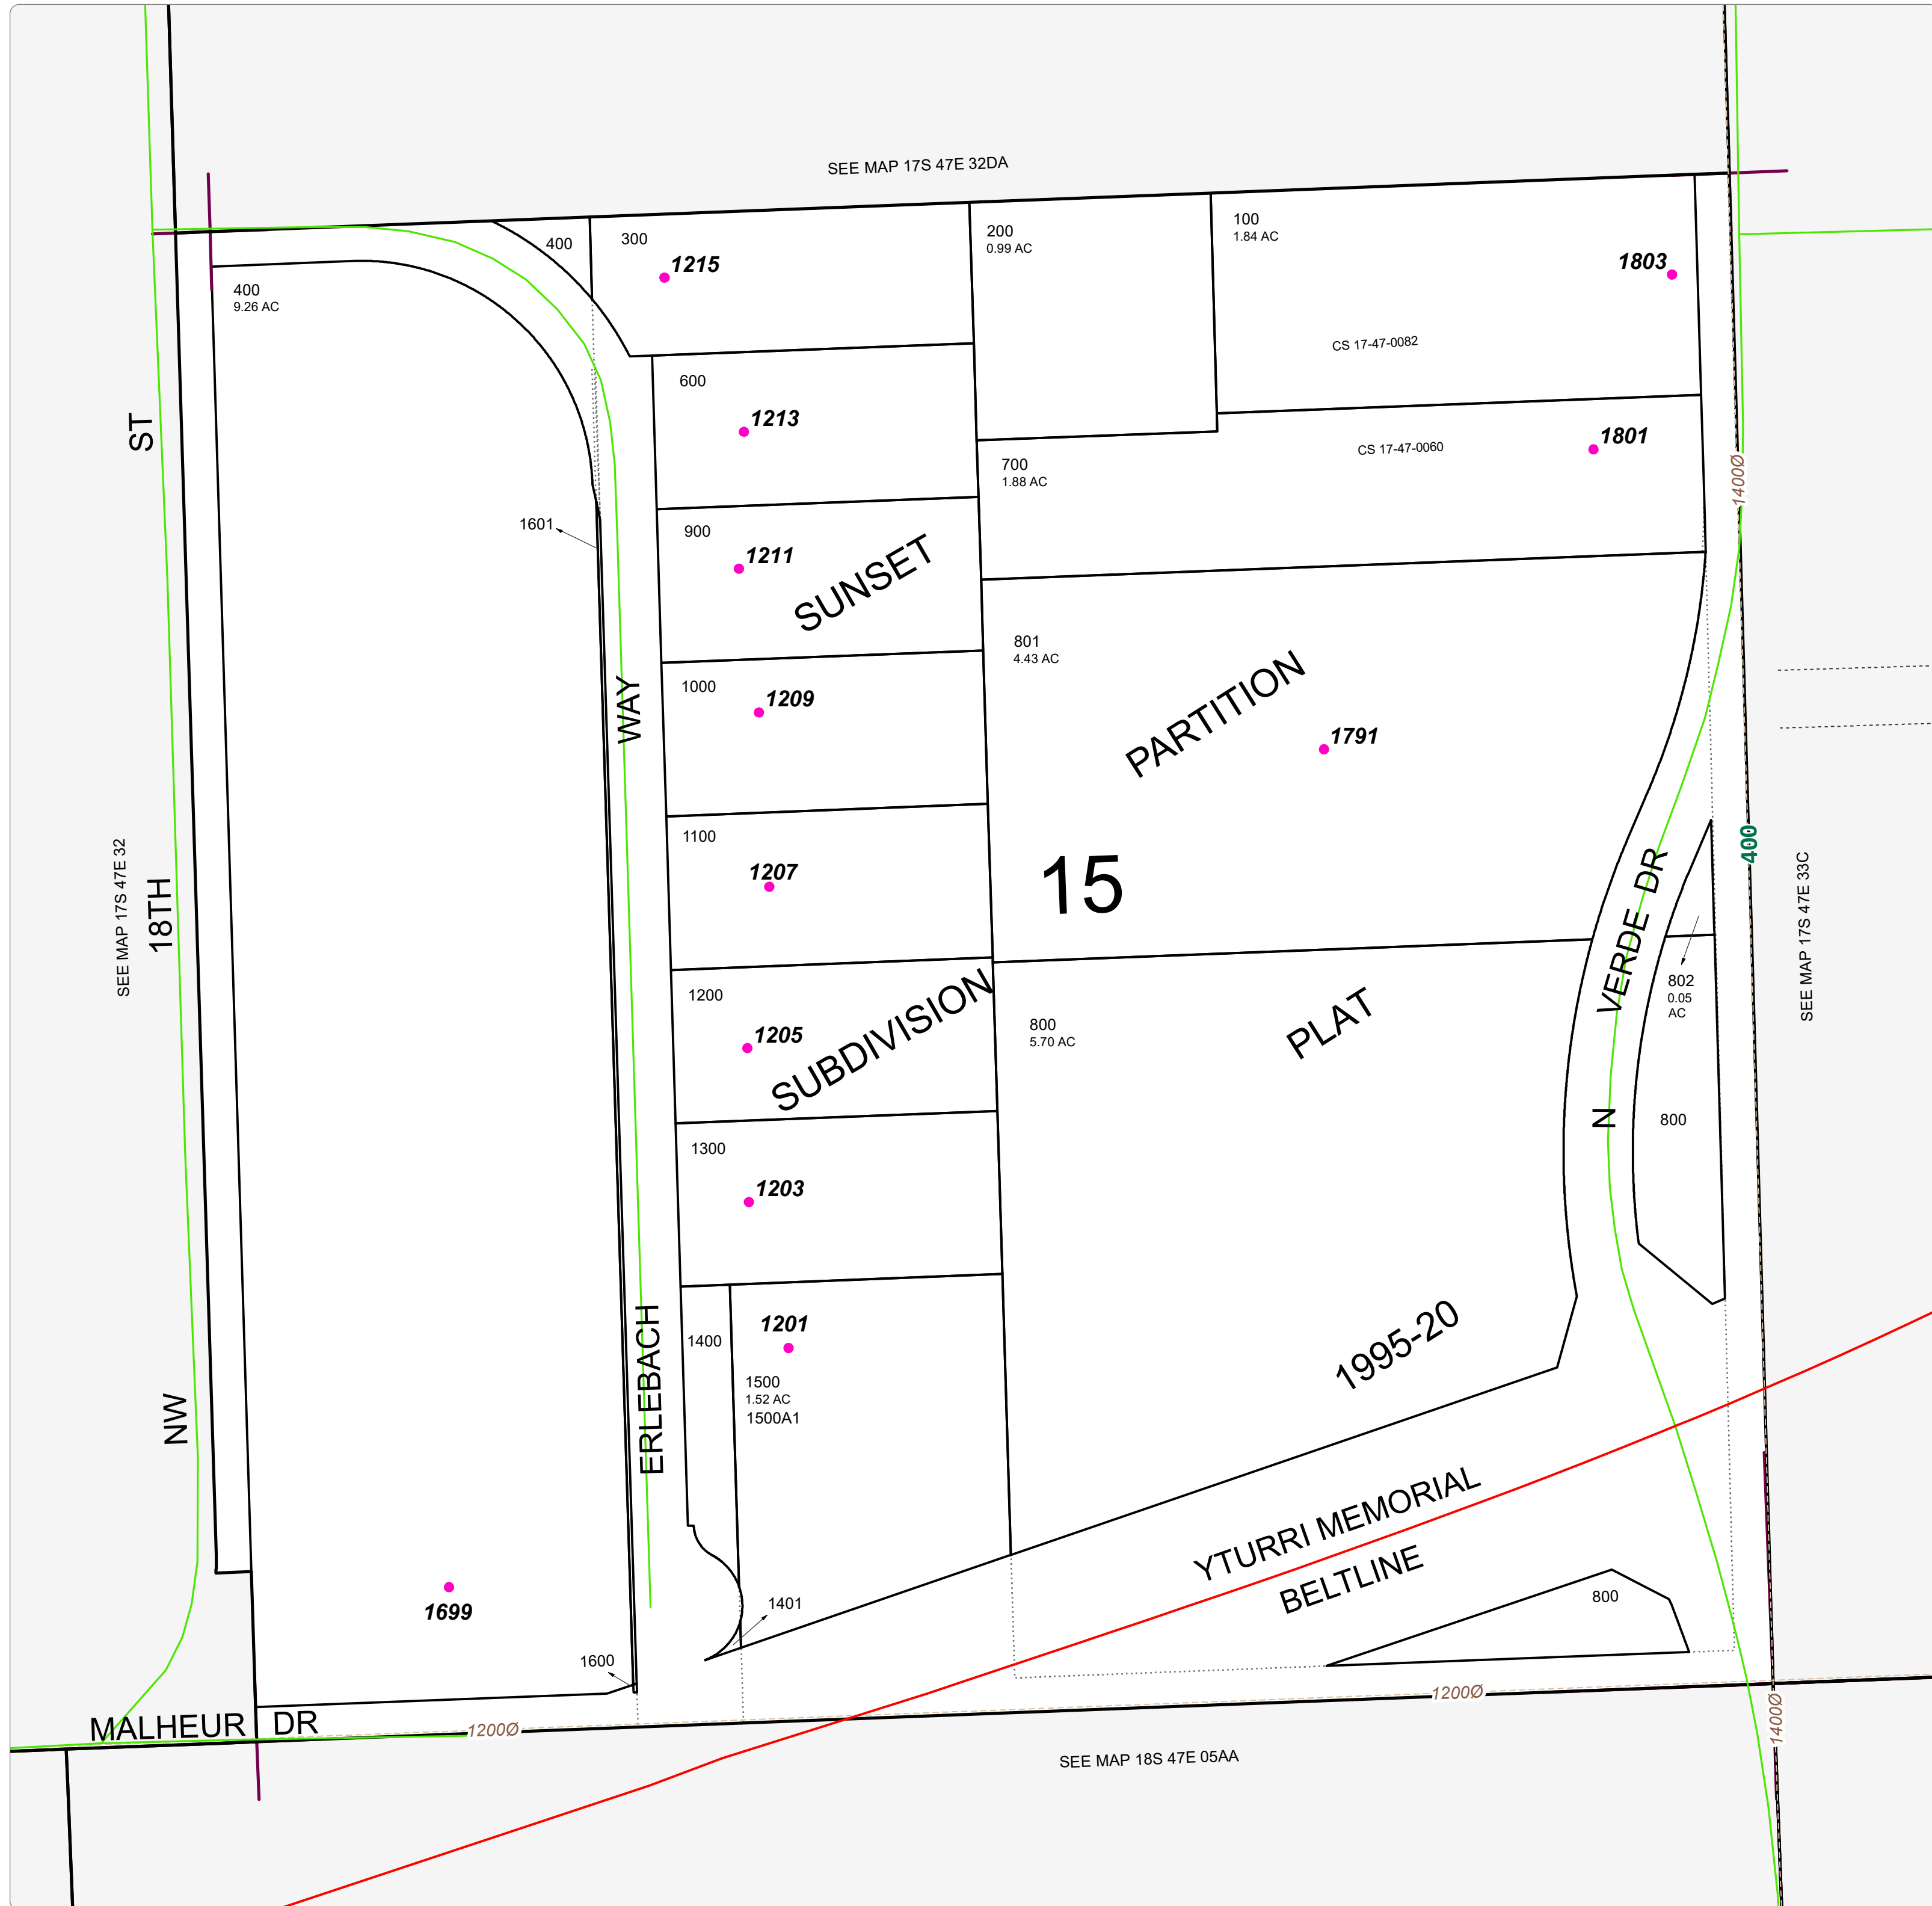 SEE MAP 17S 47E 32DA
400
300
1215
200
0.99 AC
100
1.84 AC
1803
400
9.26 AC
CS 17-47-0082
600
1213
ST
700
1.88 AC
CS 17-47-0060
1801
1400Ø
1601
900
1211
SUNSET
801
4.43 AC
PARTITION
1000
1209
WAY
1791
1100
1207
15
400
VERDE DR
SEE MAP 17S 47E 32
18TH
SEE MAP 17S 47E 33C
802
0.05
AC
1200
1205
SUBDIVISION
800
5.70 AC
PLAT
N
800
1300
1203
1201
1400
1500
1.52 AC
1500A1
1995-20
ERLEBACH
NW
YTURRI MEMORIAL
BELTLINE
1699
1401
800
1600
1200Ø
1400Ø
MALHEUR DR
1200Ø
SEE MAP 18S 47E 05AA